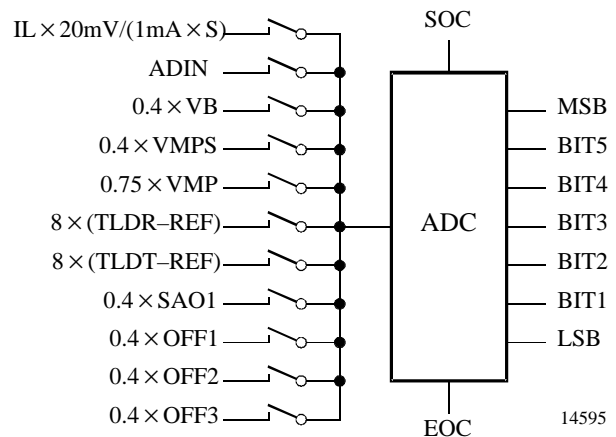 IL × 20mV/(1mA × S)
SOC
ADIN
0.4 × VB
MSB
0.4 × VMPS
BIT5
0.75 × VMP
BIT4
8 × (TLDR–REF)
ADC
BIT3
8 × (TLDT–REF)
BIT2
0.4 × SAO1
BIT1
0.4 × OFF1
LSB
0.4 × OFF2
0.4 × OFF3
EOC
14595